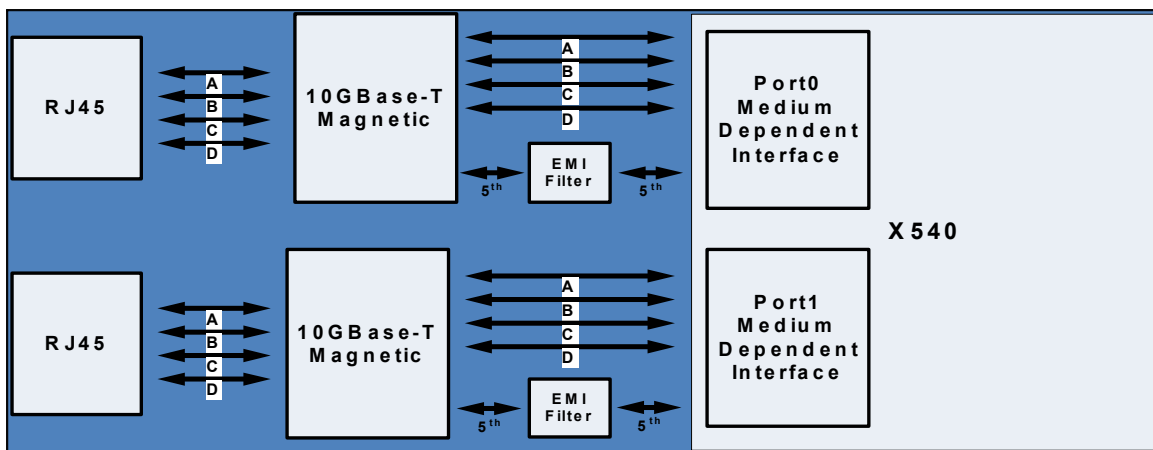 RJ45
A
B
C
D
10GBase-T
Magnetic
A
B
C
D
5th
EMI
Filter
5th
Port0
Medium
Dependent
Interface
X540
RJ45
A
B
C
D
10GBase-T
Magnetic
A
B
C
D
5th
EMI
Filter
5th
Port1
Medium
Dependent
Interface